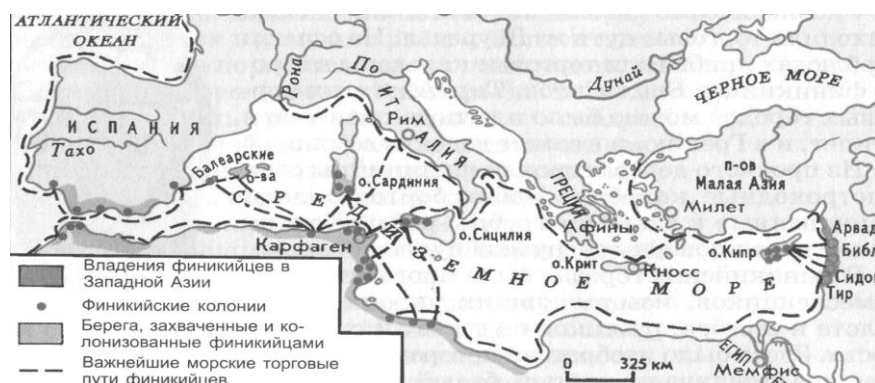 АТЛАНТИЧЕСКИЙ
ОКЕАН
ИСПАНИЯ
Тахо
Балеарские
о-ва
Рона
По
ИТАЛИЯ
Рим
о.Сардиния
о.Сицилия
Карфаген
СРЕДИЗЕМНОЕ МОРЕ
Дунай
ЧЕРНОЕ МОРЕ
п-ов
Малая Азия
ГРЕЦИЯ
Афины
Милет
о.Крит
Кносс
о.Кипр
Арвад
Библ
Сидо
Тир
ЕГИП
Мемфис
0 325 км
Владения финикийцев в
Западной Азии
Финикийские колонии
Берега, захваченные и ко-
лонизованные финикийцами
Важнейшие морские торговые
пути финикийцев